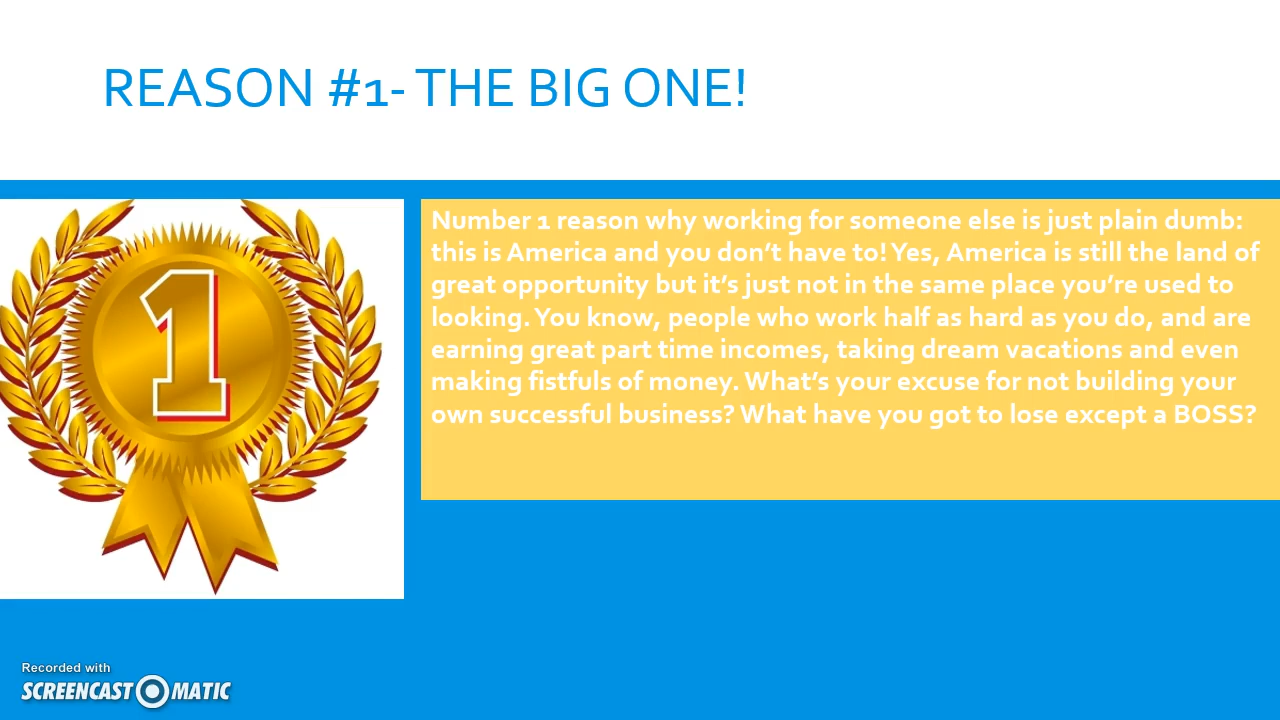 REASON #1- THE BIG ONE!
1
Number 1 reason why working for someone else is just plain dumb:
this is America and you don’t have to! Yes, America is still the land of
great opportunity but it’s just not in the same place you’re used to
looking. You know, people who work half as hard as you do, and are
earning great part time incomes, taking dream vacations and even
making fistfuls of money. What’s your excuse for not building your
own successful business? What have you got to lose except a BOSS?
Recorded with
SCREENCAST O MATIC